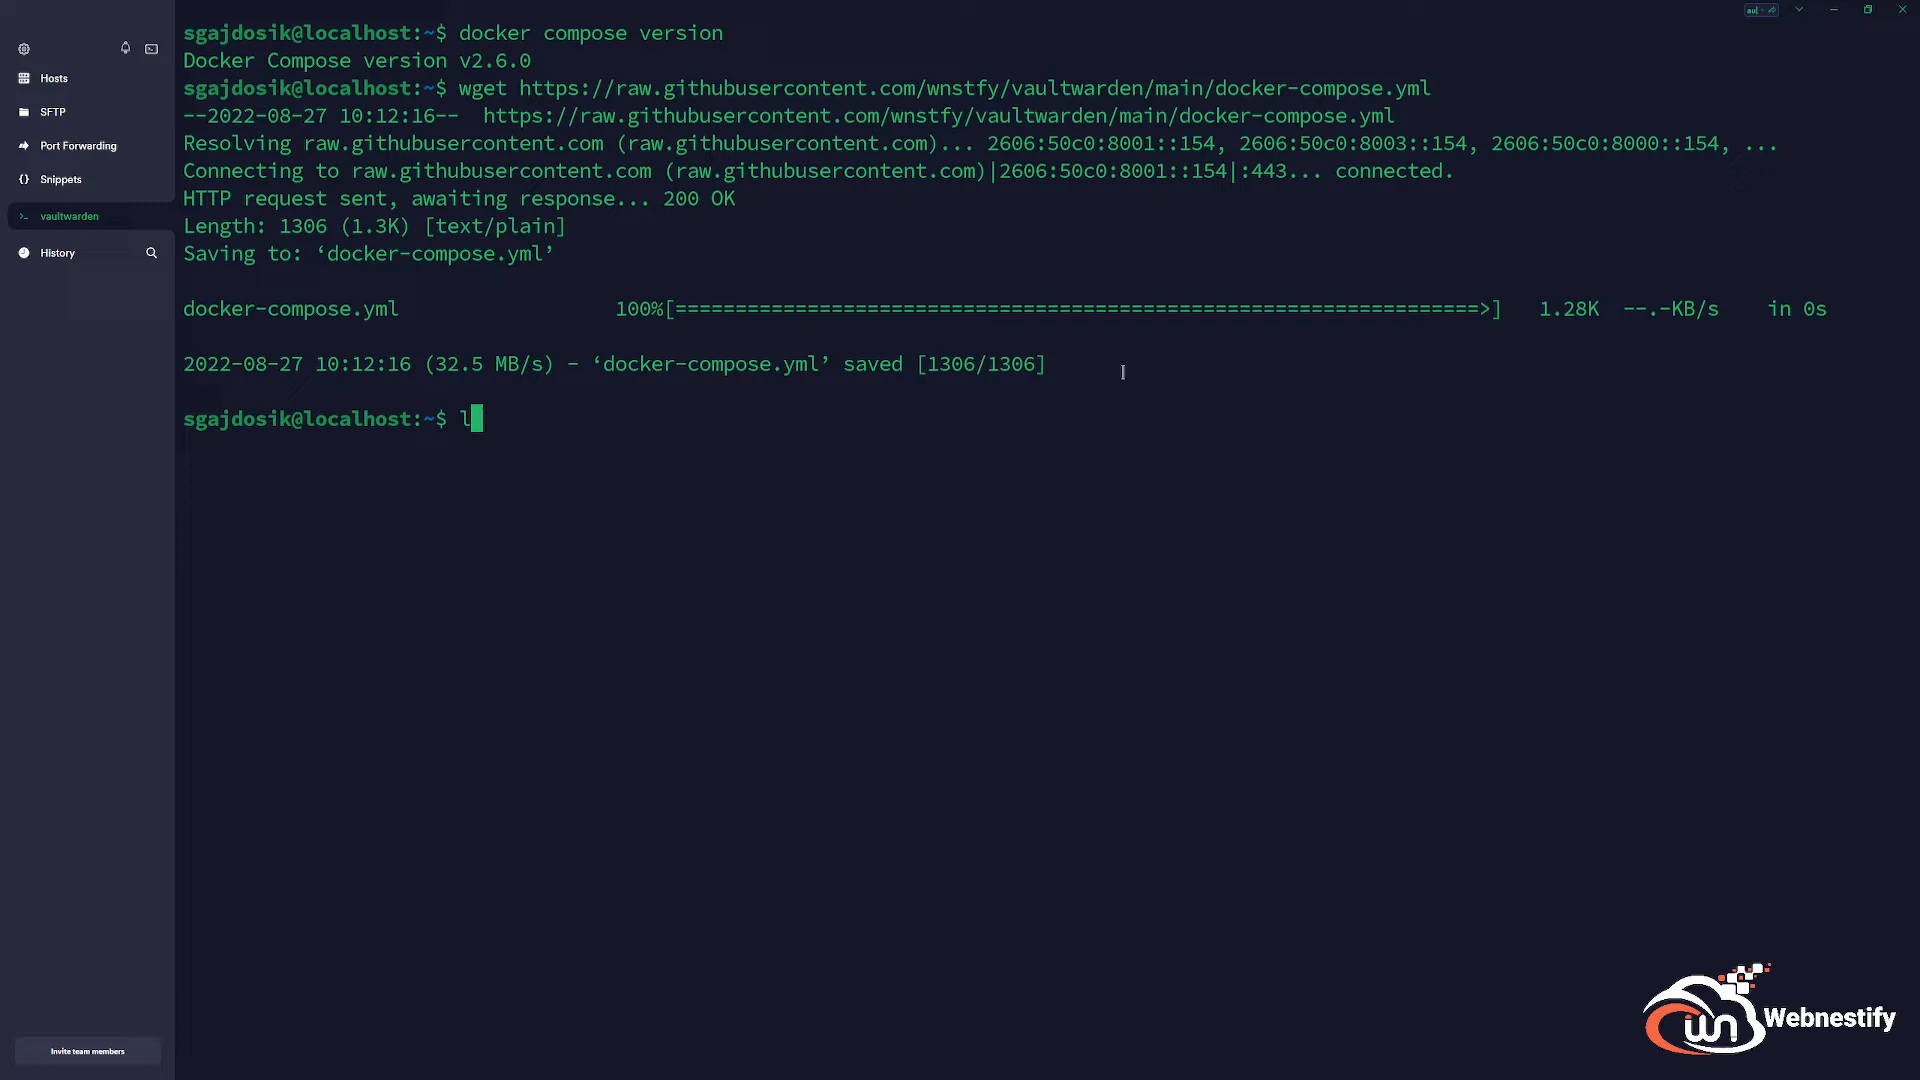 Hosts
SFTP
Port Forwarding
Snippets
vaultwarden
History
Invite team members
sgajdosik@localhost:~$ docker compose version
Docker Compose version v2.6.0
sgajdosik@localhost:~$ wget https://raw.githubusercontent.com/wnstfy/vaultwarden/main/docker-compose.yml
--2022-08-27 10:12:16--  https://raw.githubusercontent.com/wnstfy/vaultwarden/main/docker-compose.yml
Resolving raw.githubusercontent.com (raw.githubusercontent.com)... 2606:50c0:8001::154, 2606:50c0:8003::154, 2606:50c0:8000::154, ...
Connecting to raw.githubusercontent.com (raw.githubusercontent.com)|2606:50c0:8001::154|:443... connected.
HTTP request sent, awaiting response... 200 OK
Length: 1306 (1.3K) [text/plain]
Saving to: ‘docker-compose.yml’
docker-compose.yml 100%[===================================================================>] 1.28K --.-KB/s in 0s
2022-08-27 10:12:16 (32.5 MB/s) - ‘docker-compose.yml’ saved [1306/1306]
sgajdosik@localhost:~$ l
wn Webnestify